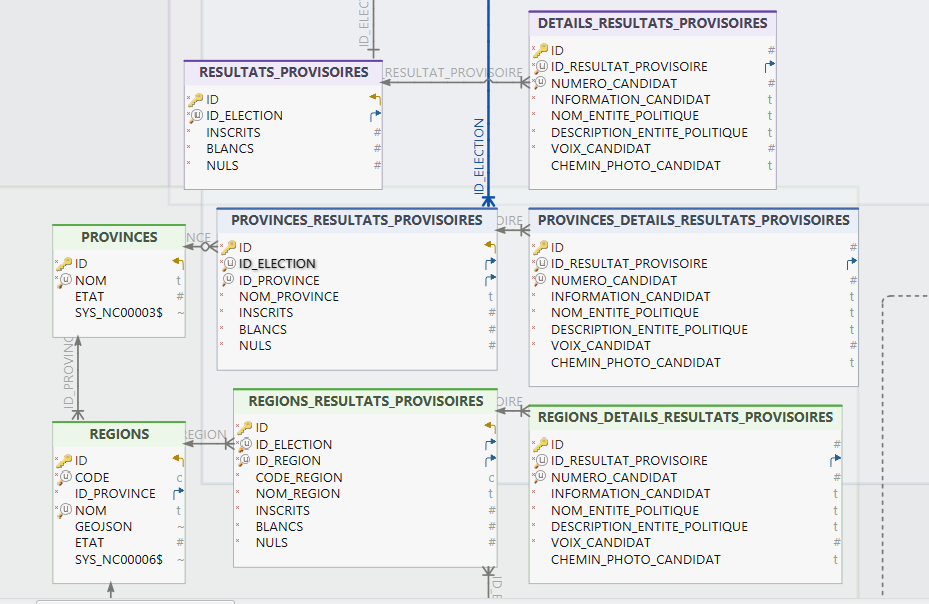 ID_ELEC
DETAILS_RESULTATS_PROVISOIRES
ID #
ID_RESULTAT_PROVISOIRE
NUMERO_CANDIDAT #
INFORMATION_CANDIDAT t
NOM_ENTITE_POLITIQUE t
DESCRIPTION_ENTITE_POLITIQUE t
VOIX_CANDIDAT #
CHEMIN_PHOTO_CANDIDAT t
RESULTATS_PROVISOIRES
ID
ID_ELECTION
INSCRITS #
BLANCS #
NULS #
_RESULTAT_PROVISOIRE
ID_ELECTION
PROVINCES
ID
NOM t
ETAT #
SYS_NC00003$ ~
NCE
PROVINCES_RESULTATS_PROVISOIRES
ID
ID_ELECTION
ID_PROVINCE
NOM_PROVINCE t
INSCRITS #
BLANCS #
NULS #
OIRE
PROVINCES_DETAILS_RESULTATS_PROVISOIRES
ID #
ID_RESULTAT_PROVISOIRE
NUMERO_CANDIDAT #
INFORMATION_CANDIDAT t
NOM_ENTITE_POLITIQUE t
DESCRIPTION_ENTITE_POLITIQUE t
VOIX_CANDIDAT #
CHEMIN_PHOTO_CANDIDAT t
ID_PROVINC
REGIONS
ID
CODE c
ID_PROVINCE
NOM t
GEOJSON ~
ETAT #
SYS_NC00006$ ~
REGION
REGIONS_RESULTATS_PROVISOIRES
ID
ID_ELECTION
ID_REGION
CODE_REGION c
NOM_REGION t
INSCRITS #
BLANCS #
NULS #
OIRE
REGIONS_DETAILS_RESULTATS_PROVISOIRES
ID #
ID_RESULTAT_PROVISOIRE
NUMERO_CANDIDAT #
INFORMATION_CANDIDAT t
NOM_ENTITE_POLITIQUE t
DESCRIPTION_ENTITE_POLITIQUE t
VOIX_CANDIDAT #
CHEMIN_PHOTO_CANDIDAT t
ID_E